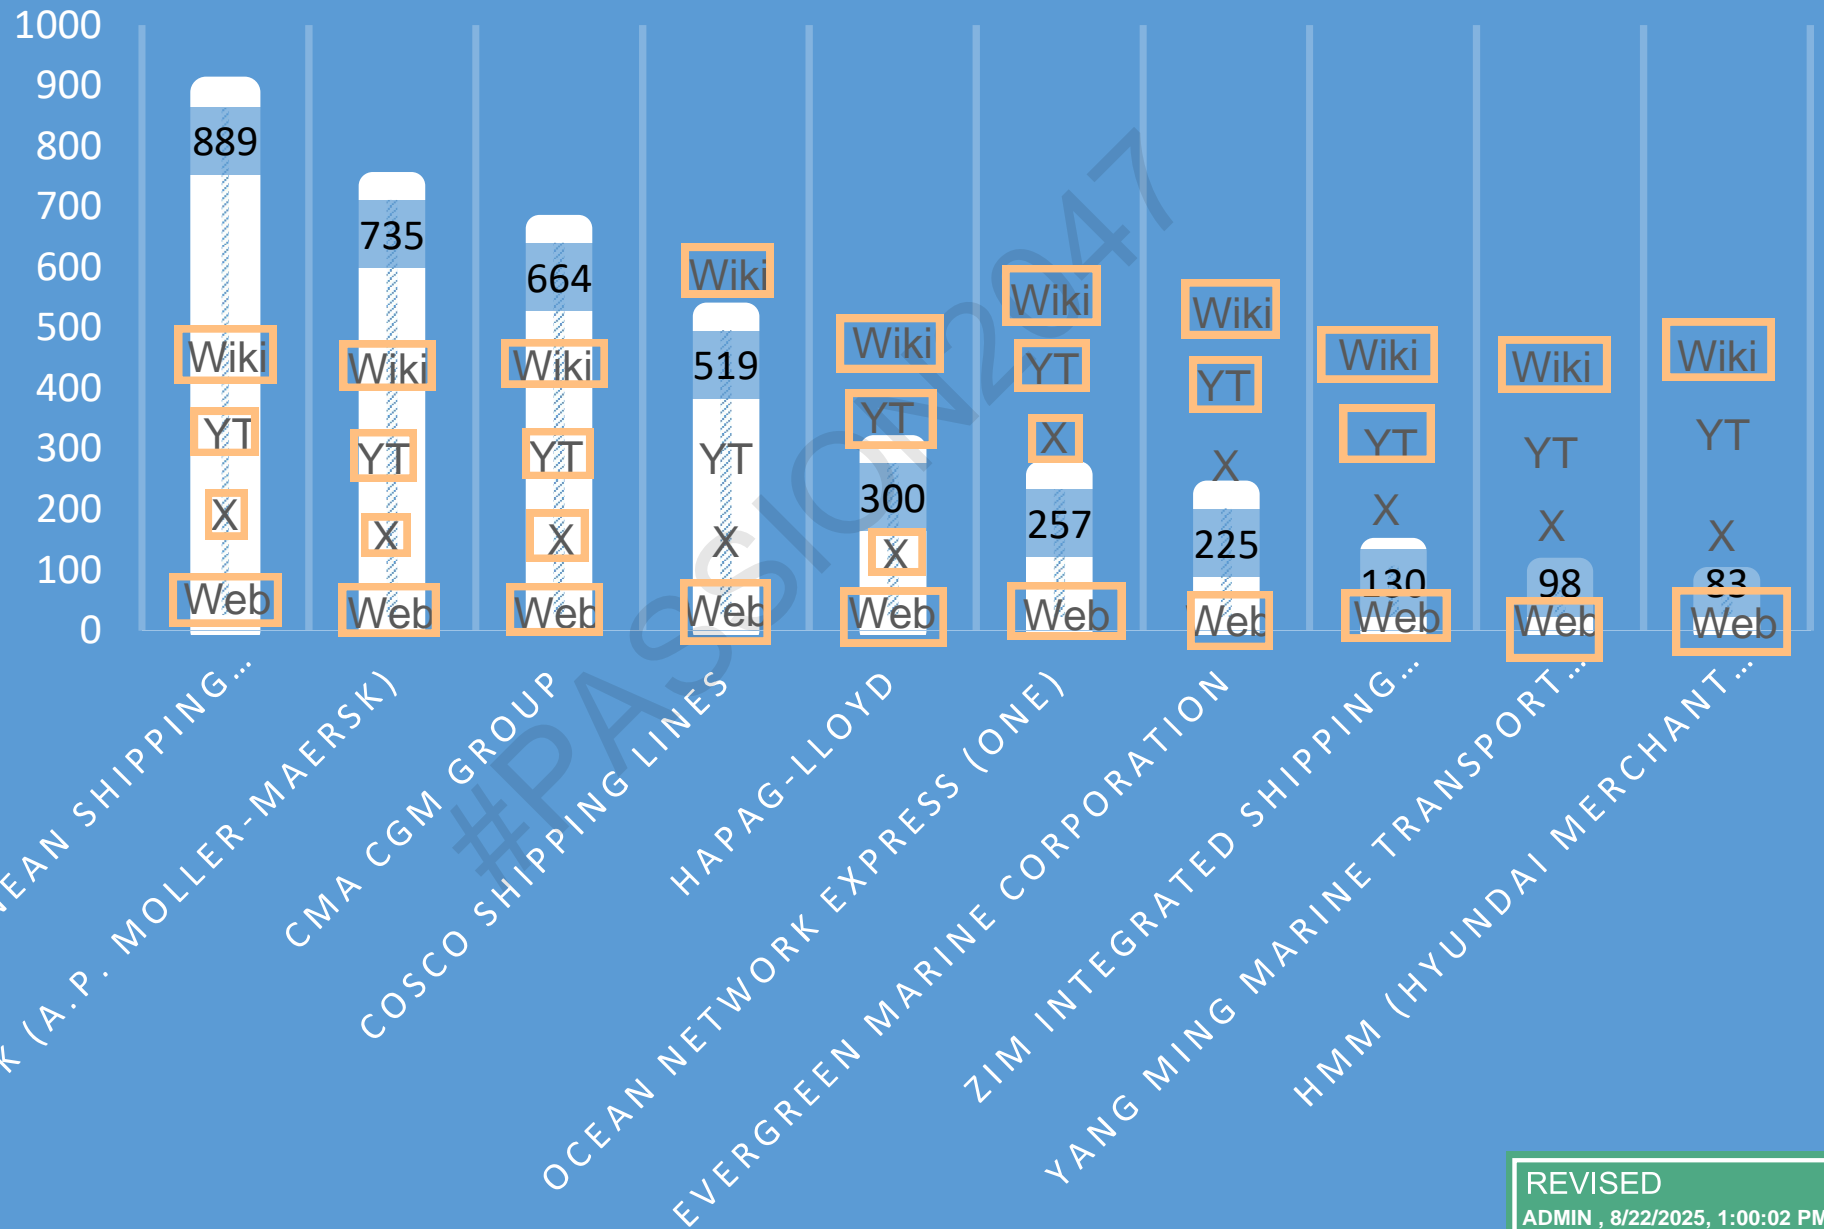 1000
900
800
700
600
500
400
300
200
100
0
889
735
664
519
300
257
225
130
98
83
Wiki
YT
X
Web
Wiki
YT
X
Web
Wiki
YT
X
Web
Wiki
YT
X
Web
Wiki
YT
X
Web
Wiki
YT
X
Web
Wiki
YT
X
Web
Wiki
YT
X
Web
Wiki
YT
X
Web
Wiki
YT
X
Web
SHIPPING…
(A.P. MOLLER-MAERSK)
CMA CGM GROUP
COSCO SHIPPING LINES
HAPAG-LLOYD
OCEAN NETWORK EXPRESS (ONE)
EVERGREEN MARINE CORPORATION
ZIM INTEGRATED SHIPPING…
YANG MING MARINE TRANSPORT…
HMM (HYUNDAI MERCHANT…
#PASSION2047
REVISED
ADMIN , 8/22/2025, 1:00:02 PM